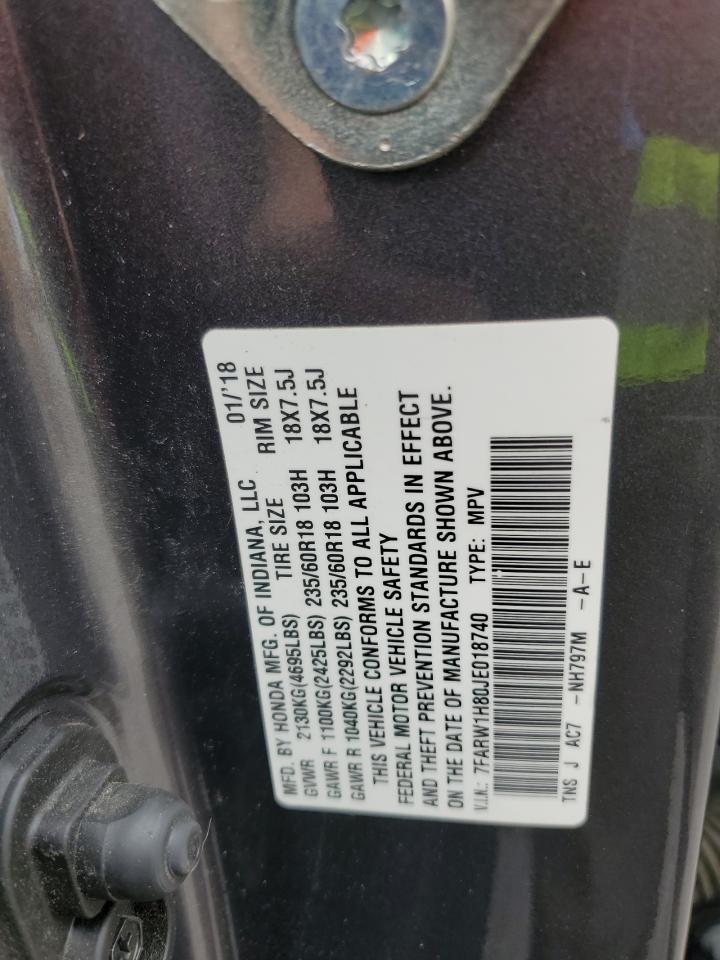 MFD. BY HONDA MFG. OF INDIANA, LLC 01/'18
GVWR 2130KG(4695LBS) TIRE SIZE RIM SIZE
GAWR F 1100KG(2425LBS) 235/60R18 103H 18X7.5J
GAWR R 1040KG(2292LBS) 235/60R18 103H 18X7.5J
THIS VEHICLE CONFORMS TO ALL APPLICABLE
FEDERAL MOTOR VEHICLE SAFETY
AND THEFT PREVENTION STANDARDS IN EFFECT
ON THE DATE OF MANUFACTURE SHOWN ABOVE.
V.I.N.: 7FARW1H80JE018740 TYPE: MPV
TNS J AC7 -NH797M -A-E